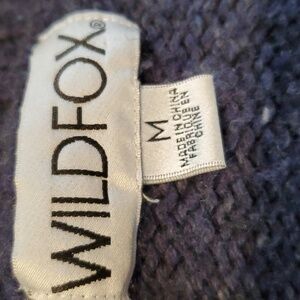 WILDFOX®
M
MADE IN CHINA
FABRIQUE EN
CHINE